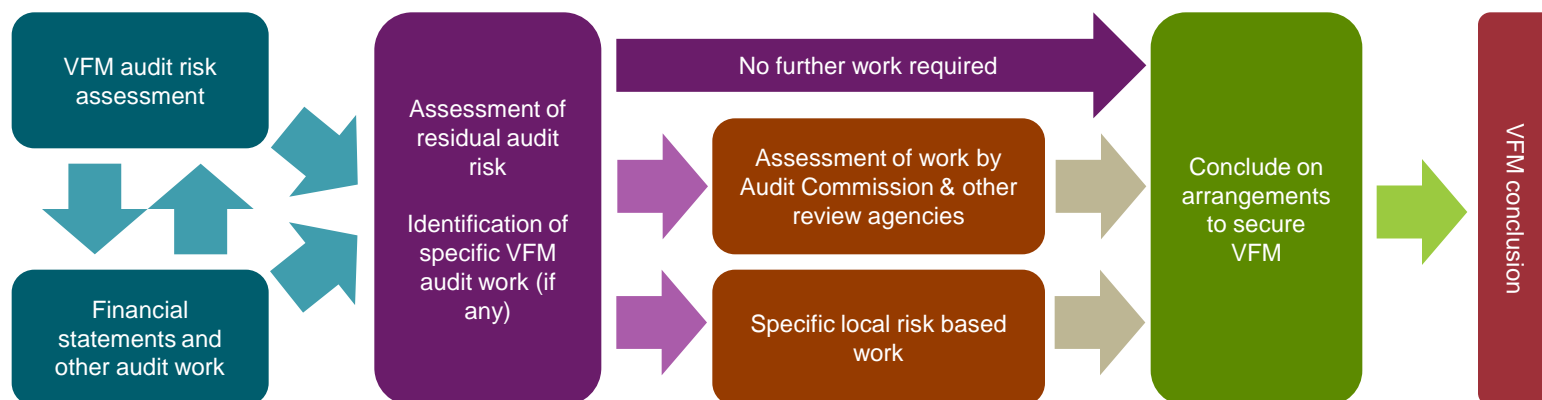 VFM audit risk
assessment
Financial
statements and
other audit work
Assessment of
residual audit
risk
Identification of
specific VFM
audit work (if
any)
No further work required
Assessment of work by
Audit Commission & other
review agencies
Specific local risk based
work
Conclude on
arrangements
to secure
VFM
VFM conclusion